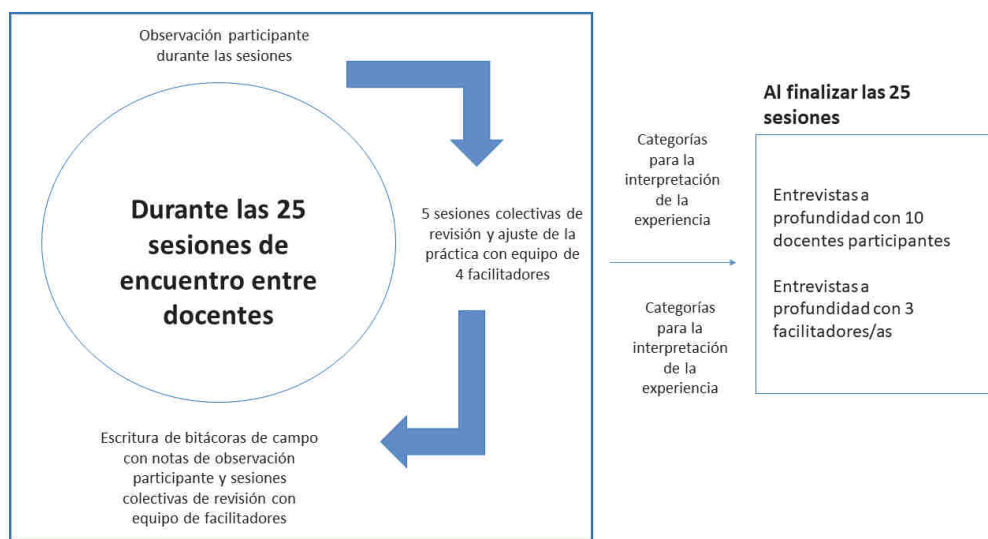 Observación participante
durante las sesiones
Durante las 25
sesiones de
encuentro entre
docentes
5 sesiones colectivas de
revisión y ajuste de la
práctica con equipo de
4 facilitadores
Escritura de bitácoras de campo
con notas de observación
participante y sesiones
colectivas de revisión con
equipo de facilitadores
Categorías
para la
interpretación
de la
experiencia
Categorías
para la
interpretación
de la
experiencia
Al finalizar las 25
sesiones
Entrevistas a
profundidad con 10
docentes participantes
Entrevistas a
profundidad con 3
facilitadores/as